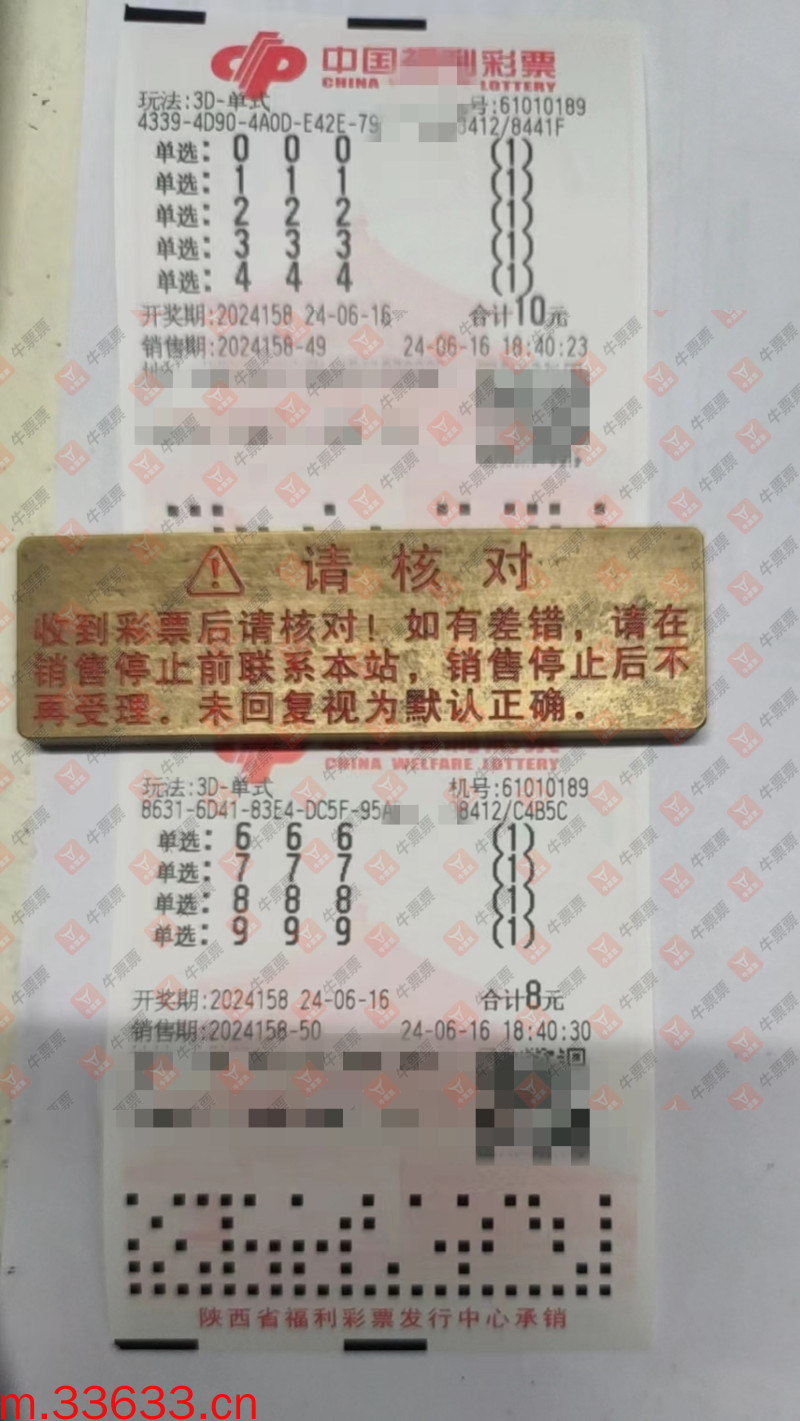 中国福利彩票
CHINA LOTTERY
玩法:3D-单式 号:61010189
4339-4D90-4A0D-E42E-79 8412/8441F
单选: 0 0 0 (1)
单选: 1 1 1 (1)
单选: 2 2 2 (1)
单选: 3 3 3 (1)
单选: 4 4 4 (1)
开奖期:2024158 24-06-16 合计10元
销售期:2024158-49 24-06-16 18:40:23
请核对
收到彩票后请核对！如有差错，请在
销售停止前联系本站，销售停止后不
再受理．未回复视为默认正确．
CHINA WELFARE LOTTERY
玩法:3D-单式 机号:61010189
8631-6D41-83E4-DC5F-95A 8412/C4B5C
单选: 6 6 6 (1)
单选: 7 7 7 (1)
单选: 8 8 8 (1)
单选: 9 9 9 (1)
开奖期:2024158 24-06-16 合计8元
销售期:2024158-50 24-06-16 18:40:30
陕西省福利彩票发行中心承销
m.33633.cn
牛票票